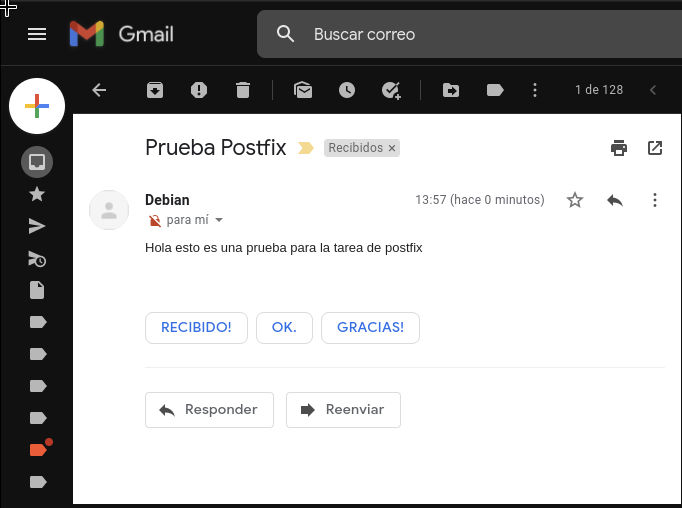 Gmail
Buscar correo
1 de 128
Prueba Postfix
Recibidos ×
Debian
13:57 (hace 0 minutos)
para mí
Hola esto es una prueba para la tarea de postfix
RECIBIDO!
OK.
GRACIAS!
Responder
Reenviar